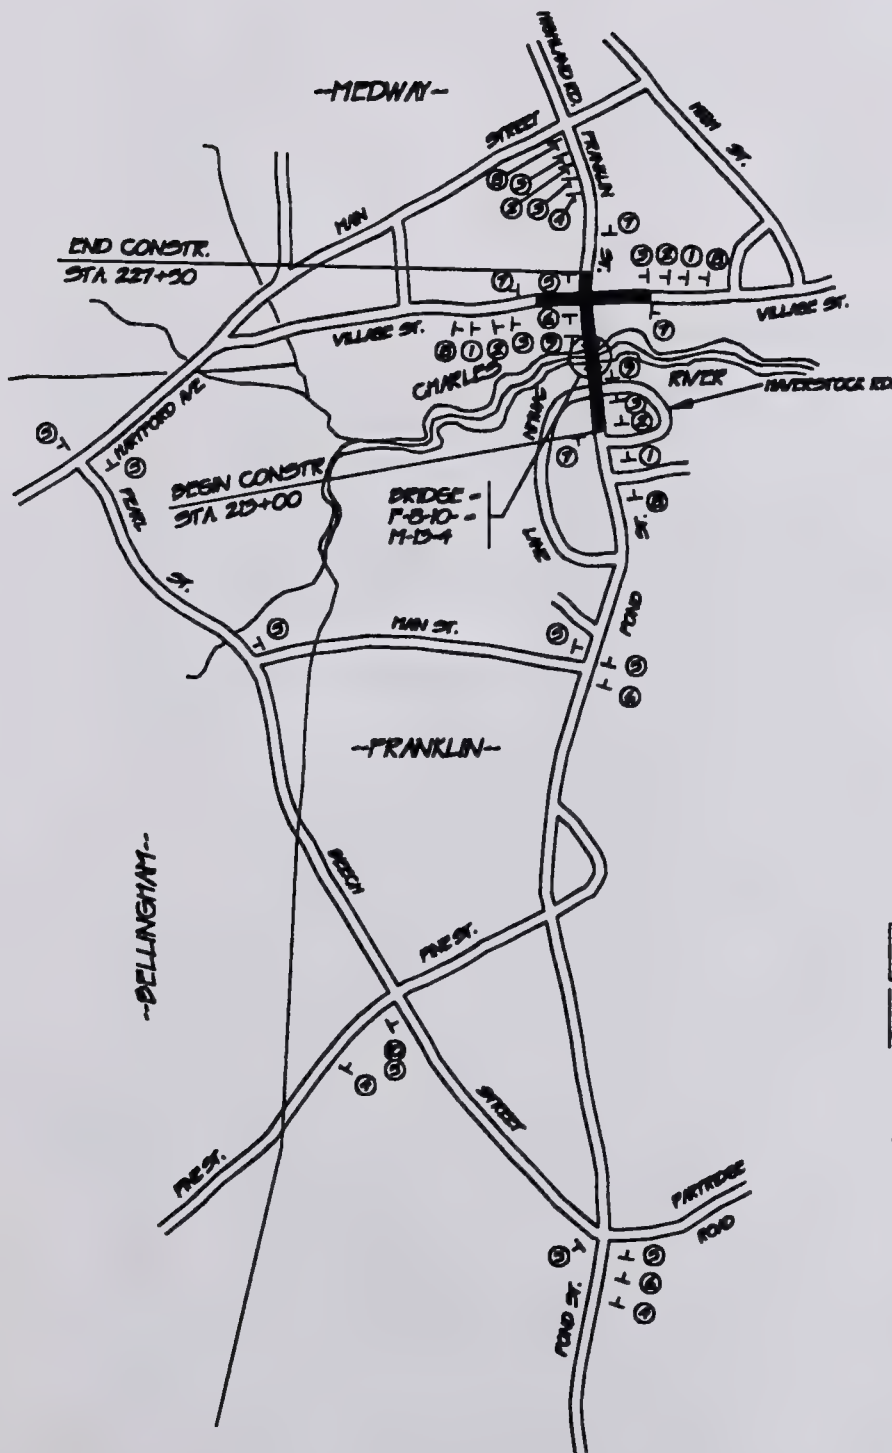 HIGHLAND RD.
~MEDWAY~
STREET
MAIN
FRANKLIN
ST.
HIGH
ST.
END CONSTR.
STA. 227+50
VILLAGE ST.
VILLAGE ST.
CHARLES
RIVER
HAVERSTOCK RD.
HARTFORD AVE
BEGIN CONSTR.
STA. 213+00
BRIDGE -
F-8-10- =
M-13-4
LANE
PEARL
ST.
ST.
POND
MAIN ST.
~FRANKLIN~
~BELLINGHAM~
BEECH
PINE ST.
STREET
PINE ST.
PARTRIDGE
ROAD
POND ST.